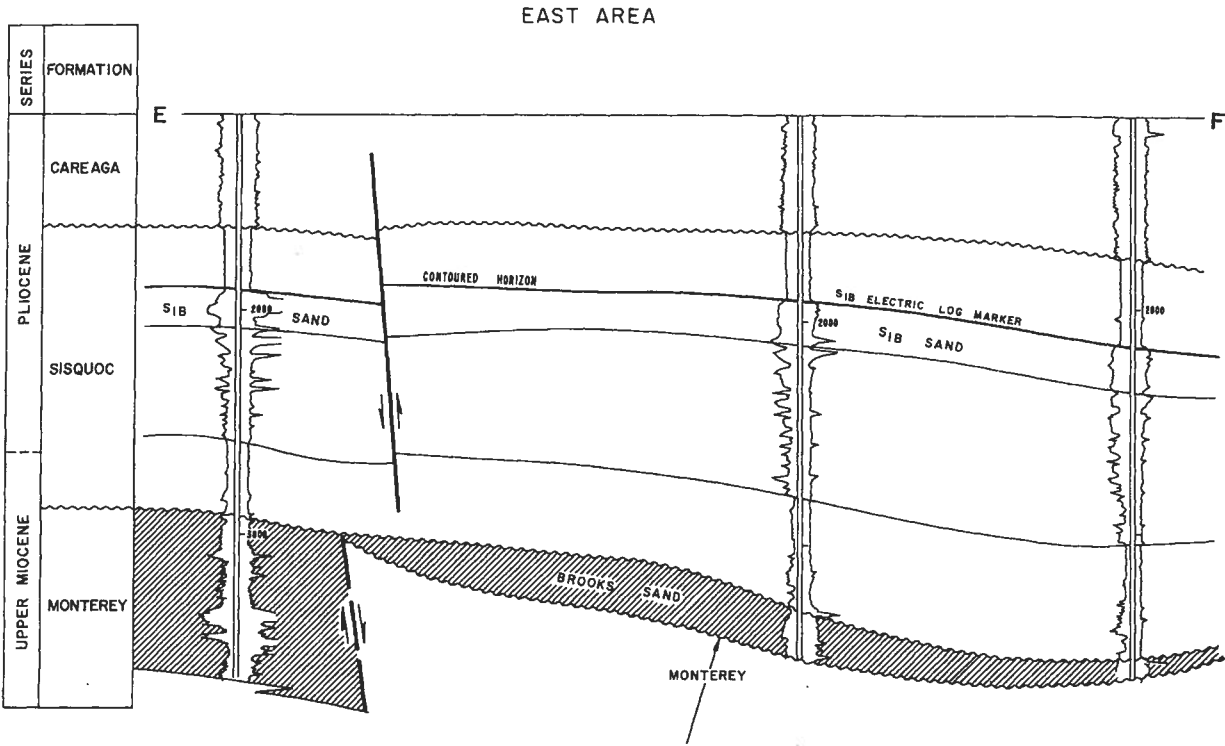 EAST AREA
SERIES
FORMATION
E
F
CAREAGA
PLIOCENE
CONTOURED HORIZON
S1B ELECTRIC LOG MARKER
S1B
2000
SAND
2000
2000
S1B SAND
SISQUOC
3000
UPPER MIOCENE
BROOKS SAND
MONTEREY
MONTEREY